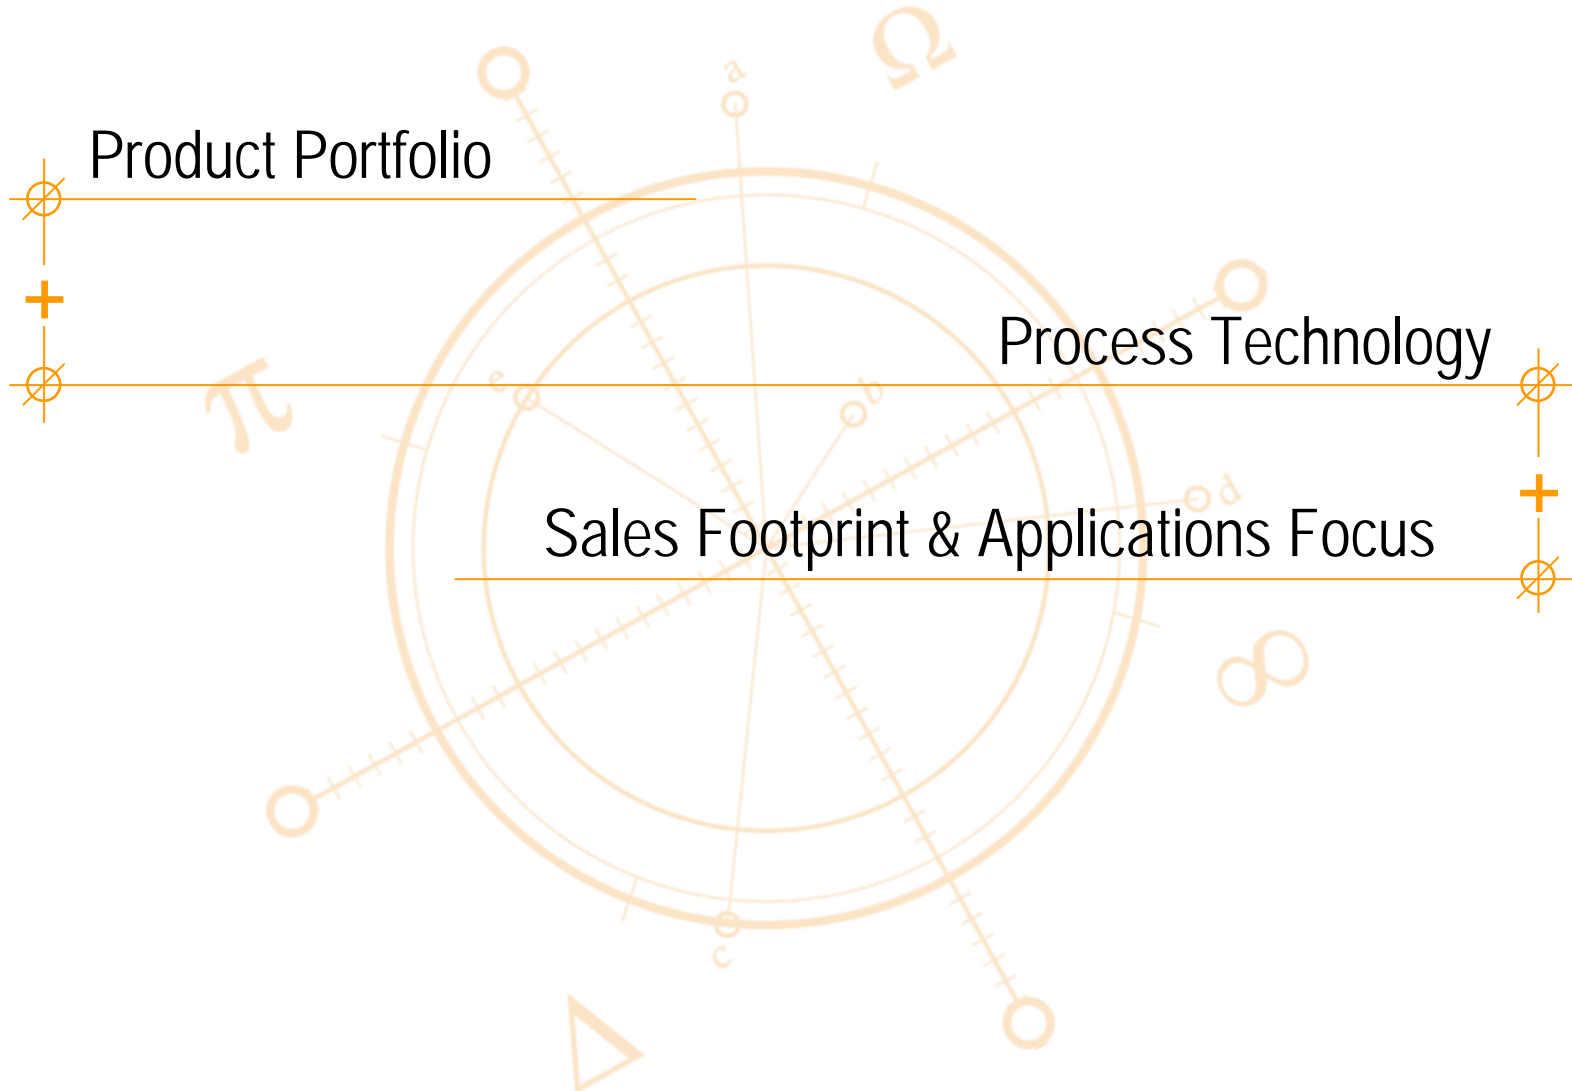 Ω
a
Product Portfolio
+
Process Technology
π
e
b
d
+
Sales Footprint & Applications Focus
∞
c
Δ